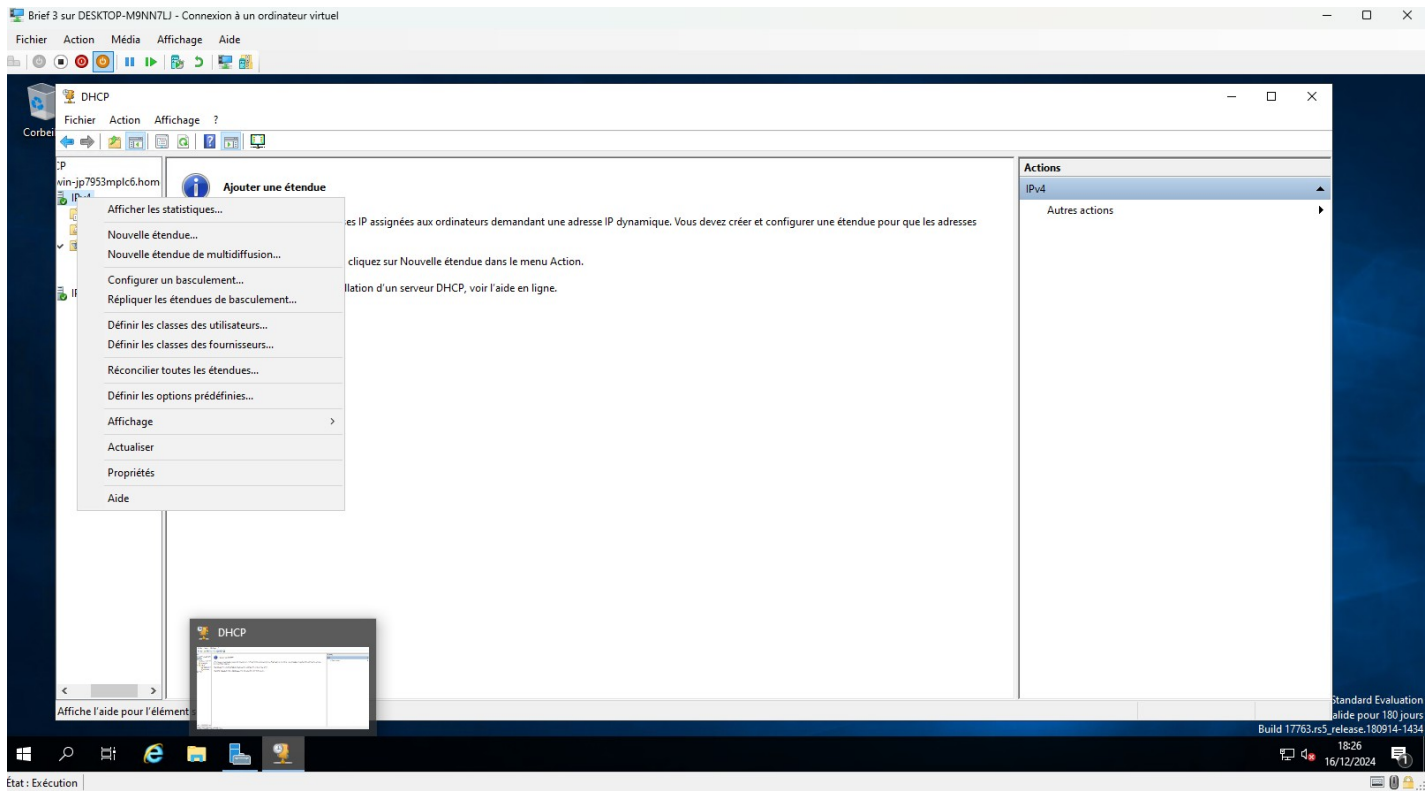 Brief 3 sur DESKTOP-M9NN7LJ - Connexion à un ordinateur virtuel
Fichier Action Média Affichage Aide
Corbei
DHCP
Fichier Action Affichage ?
win-jp7953mplc6.hom
Ajouter une étendue
es IP assignées aux ordinateurs demandant une adresse IP dynamique. Vous devez créer et configurer une étendue pour que les adresses
cliquez sur Nouvelle étendue dans le menu Action.
llation d'un serveur DHCP, voir l'aide en ligne.
Afficher les statistiques...
Nouvelle étendue...
Nouvelle étendue de multidiffusion...
Configurer un basculement...
Répliquer les étendues de basculement...
Définir les classes des utilisateurs...
Définir les classes des fournisseurs...
Réconcilier toutes les étendues...
Définir les options prédéfinies...
Affichage
Actualiser
Propriétés
Aide
Actions
IPv4
Autres actions
DHCP
Affiche l'aide pour l'élément s
Standard Evaluation
alide pour 180 jours
Build 17763.rs5_release.180914-1434
18:26
16/12/2024
1
État : Exécution